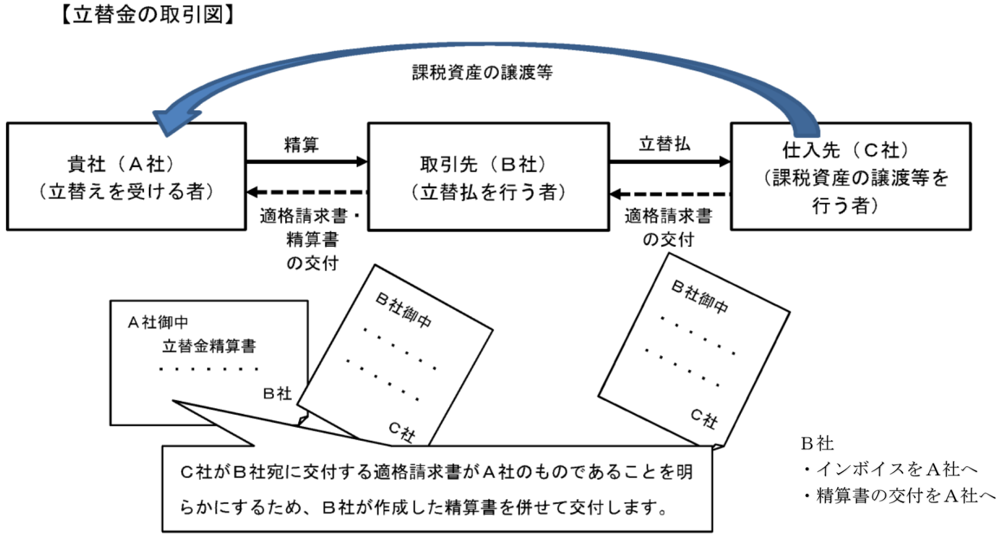 【立替金の取引図】
課税資産の譲渡等
貴社(A社)
(立替えを受ける者)
精算
適格請求書・
精算書
の交付
取引先(B社)
(立替払を行う者)
立替払
適格請求書
の交付
仕入先(C社)
(課税資産の譲渡等を
行う者)
A社御中
立替金精算書
・・・・・・・
B社
B社御中
・・・・・・
・・・・・・
C社
B社御中
・・・・・・
・・・・・・
C社
C社がB社宛に交付する適格請求書がA社のものであることを明
らかにするため、B社が作成した精算書を併せて交付します。
B社
・インボイスをA社へ
・精算書の交付をA社へ